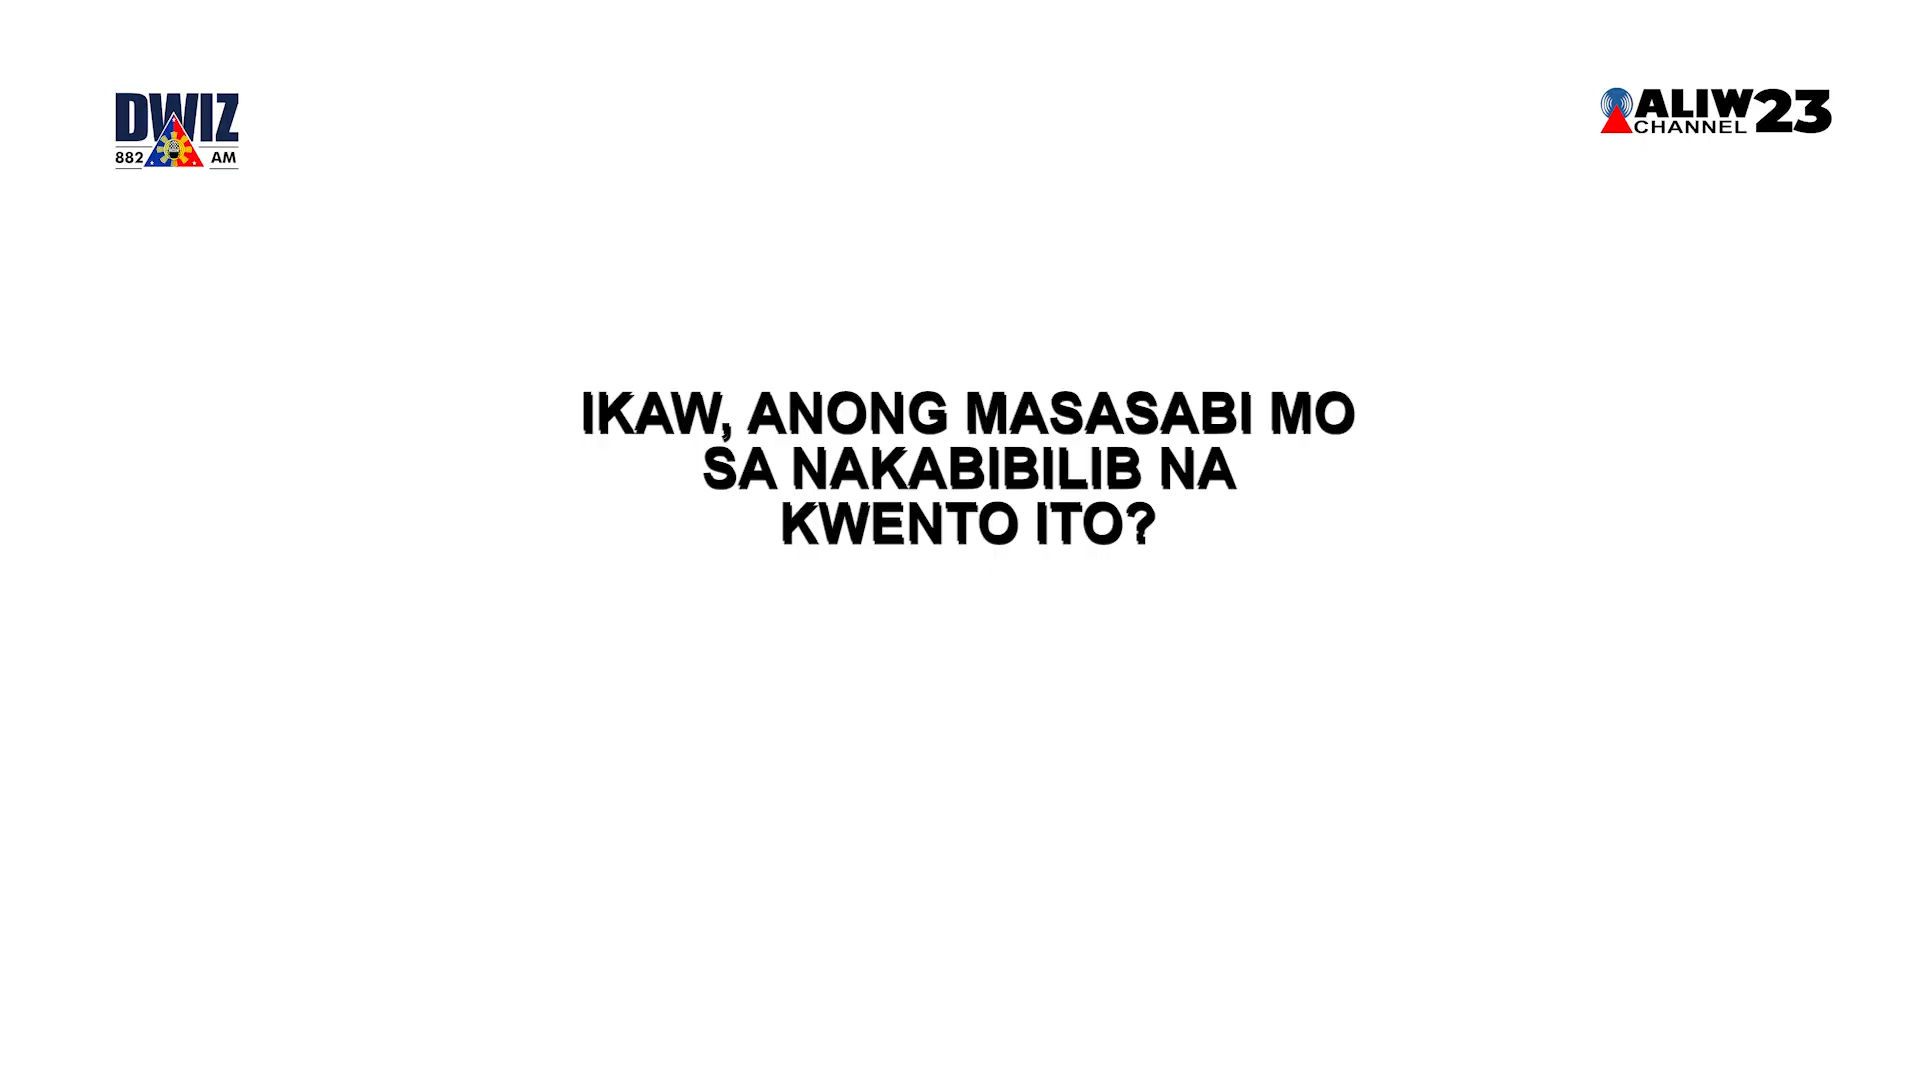 DWIZ
882 AM
ALIW 23
CHANNEL
IKAW, ANONG MASASABI MO
SA NAKABIBILIB NA
KWENTO ITO?